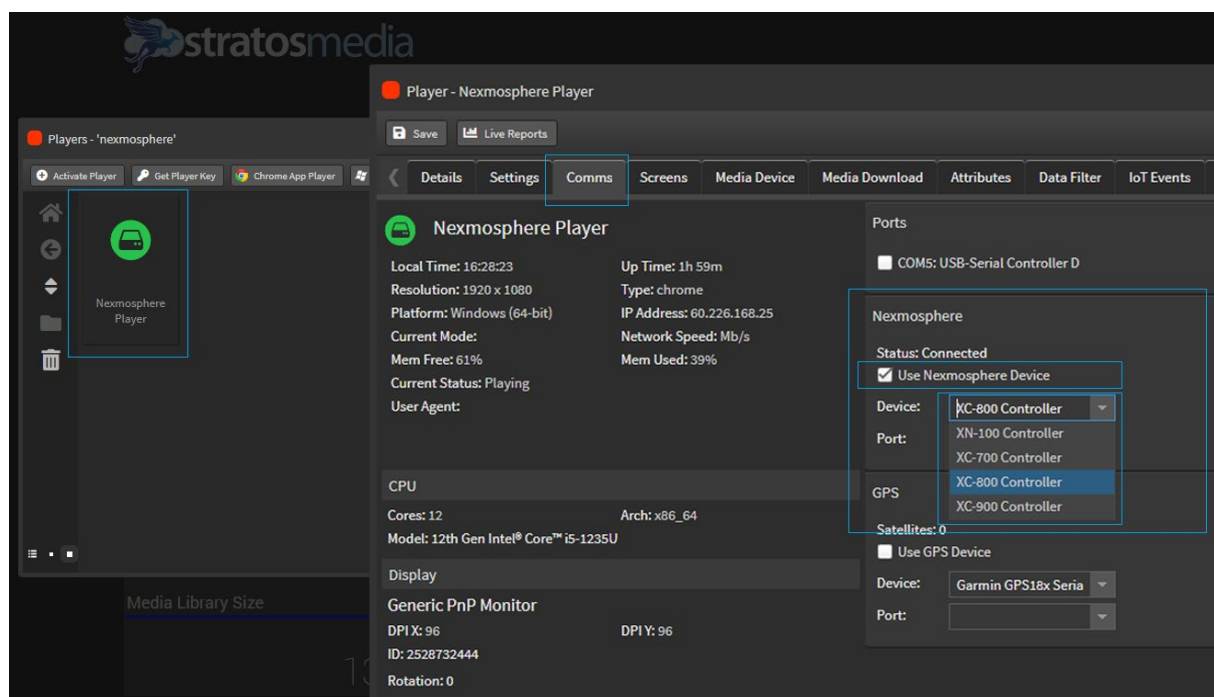 stratosmedia
Players - 'nexmosphere'
Activate Player
Get Player Key
Chrome App Player
Nexmosphere
Player
Media Library Size
Player - Nexmosphere Player
Save
Live Reports
Details
Settings
Comms
Screens
Media Device
Media Download
Attributes
Data Filter
IoT Events
Nexmosphere Player
Local Time: 16:28:23
Up Time: 1h 59m
Resolution: 1920 x 1080
Type: chrome
Platform: Windows (64-bit)
IP Address: 60.226.168.25
Current Mode:
Network Speed: Mb/s
Mem Free: 61%
Mem Used: 39%
Current Status: Playing
User Agent:
CPU
Cores: 12
Arch: x86_64
Model: 12th Gen Intel® Core™ i5-1235U
Display
Generic PnP Monitor
DPI X: 96
DPI Y: 96
ID: 2528732444
Rotation: 0
Ports
COM5: USB-Serial Controller D
Nexmosphere
Status: Connected
Use Nexmosphere Device
Device: XC-800 Controller
Port:
XN-100 Controller
XC-700 Controller
XC-800 Controller
XC-900 Controller
GPS
Satellites: 0
Use GPS Device
Device: Garmin GPS18x Seria
Port: